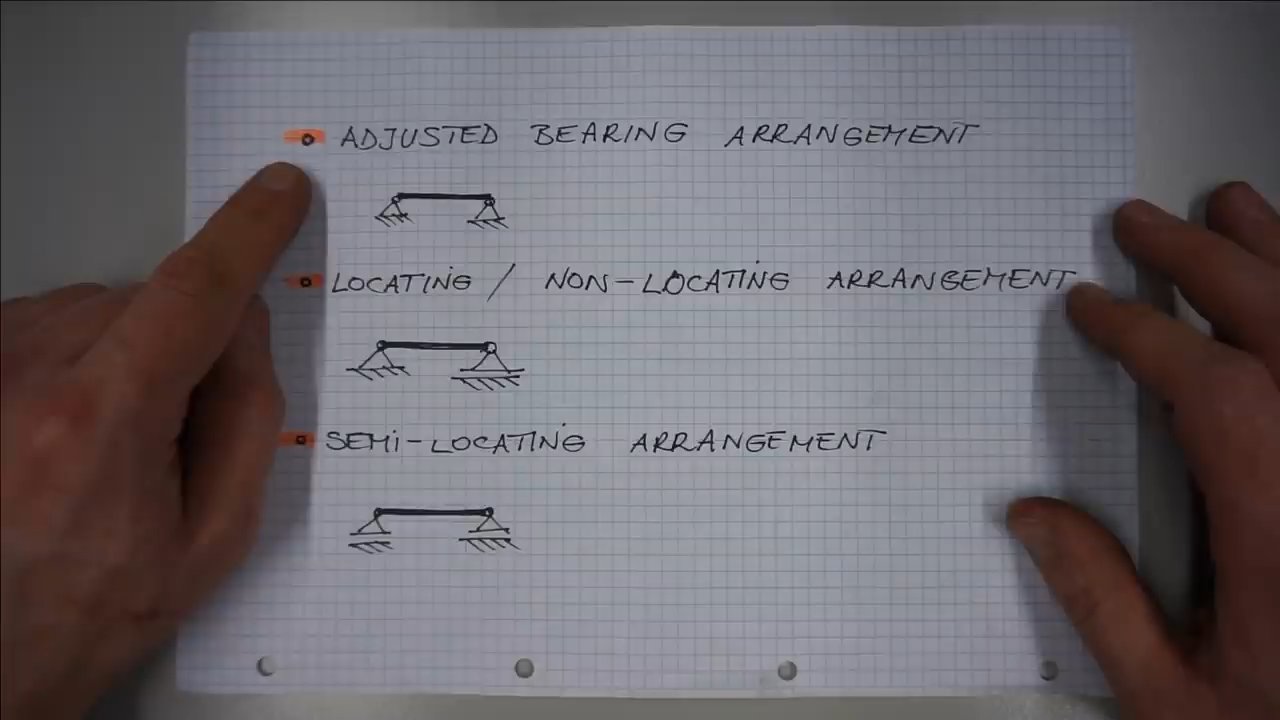 ADJUSTED BEARING ARRANGEMENT
LOCATING / NON-LOCATING ARRANGEMENT
SEMI-LOCATING ARRANGEMENT